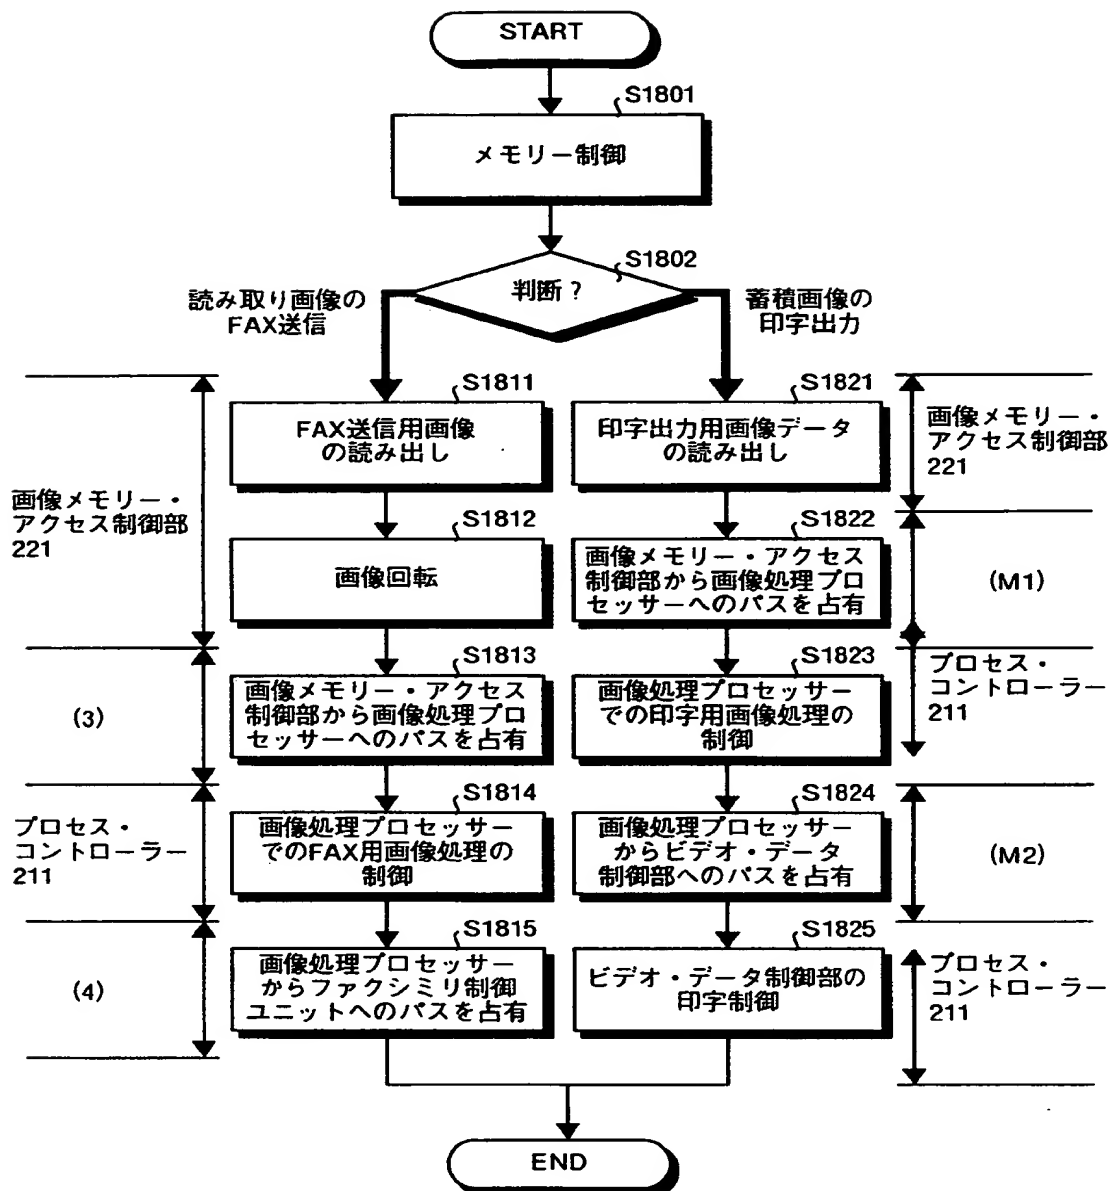 START
S1801
メモリー制御
S1802
判断？
読み取り画像の
FAX送信
蓄積画像の
印字出力
S1811
FAX送信用画像
の読み出し
S1821
印字出力用画像データ
の読み出し
画像メモリー・
アクセス制御部
221
画像メモリー・
アクセス制御部
221
S1812
画像回転
S1822
画像メモリー・アクセス
制御部から画像処理プロ
セッサーへのバスを占有
(M1)
(3)
S1813
画像メモリー・アクセス
制御部から画像処理プロ
セッサーへのバスを占有
S1823
画像処理プロセッサー
での印字用画像処理の
制御
プロセス・
コントローラー
211
プロセス・
コントローラー
211
S1814
画像処理プロセッサー
でのFAX用画像処理の
制御
S1824
画像処理プロセッサー
からビデオ・データ
制御部へのバスを占有
(M2)
(4)
S1815
画像処理プロセッサー
からファクシミリ制御
ユニットへのバスを占有
S1825
ビデオ・データ制御部の
印字制御
プロセス・
コントローラー
211
END